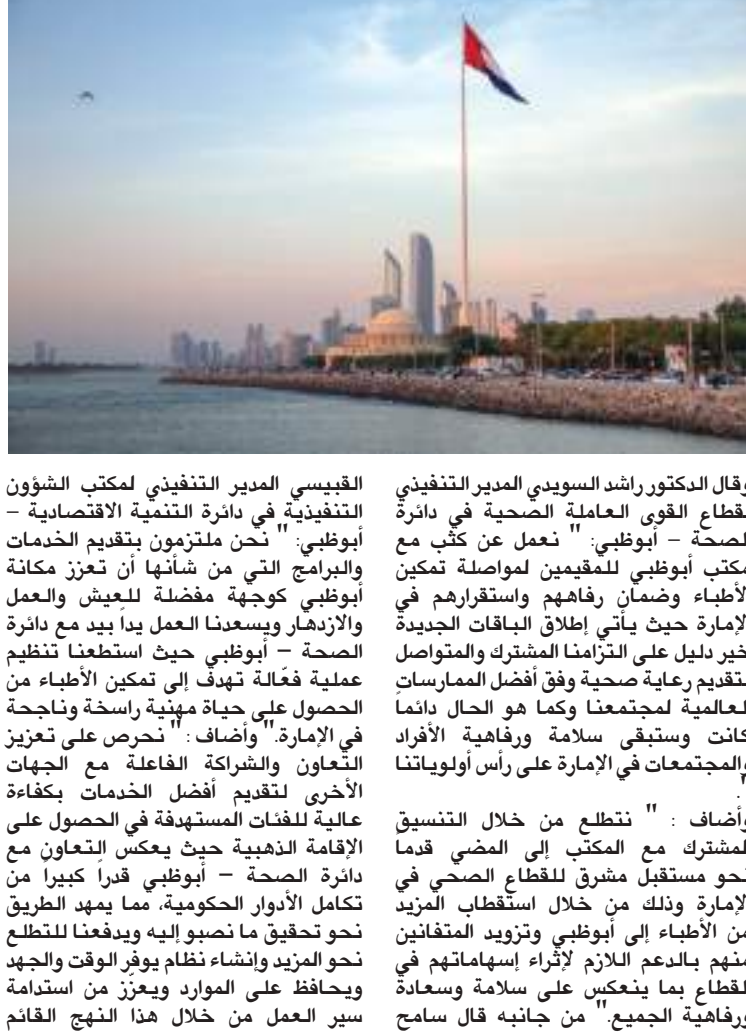 وقال الدكتور راشد السويدي المدير التنفيذي
لقطاع القوى العاملة الصحية في دائرة
الصحة – أبوظبي: " نعمل عن كثب مع
مكتب أبوظبي للمقيمين لمواصلة تمكين
الأطباء وضمان رفاههم واستقرارهم في
الإمارة حيث يأتي إطلاق الباقات الجديدة
خير دليل على التزامنا المشترك والمتواصل
بتقديم رعاية صحية وفق أفضل الممارسات
العالمية لمجتمعنا وكما هو الحال دائماً
كانت وستبقى سلامة ورفاهية الأفراد
والمجتمعات في الإمارة على رأس أولوياتنا
".
وأضاف : " نتطلع من خلال التنسيق
المشترك مع المكتب إلى المضي قدماً
نحو مستقبل مشرق للقطاع الصحي في
الإمارة وذلك من خلال استقطاب المزيد
من الأطباء إلى أبوظبي وتزويد المتفانين
منهم بالدعم اللازم لإثراء إسهاماتهم في
القطاع بما ينعكس على سلامة وسعادة
ورفاهية الجميع." من جانبه قال سامح
القبيسي المدير التنفيذي لمكتب الشؤون
التنفيذية في دائرة التنمية الاقتصادية –
أبوظبي: " نحن ملتزمون بتقديم الخدمات
والبرامج التي من شأنها أن تعزز مكانة
أبوظبي كوجهة مفضلة للعيش والعمل
والازدهار ويسعدنا العمل يداً بيد مع دائرة
الصحة – أبوظبي حيث استطعنا تنظيم
عملية فعّالة تهدف إلى تمكين الأطباء من
الحصول على حياة مهنية راسخة وناجحة
في الإمارة." وأضاف : " نحرص على تعزيز
التعاون والشراكة الفاعلة مع الجهات
الأخرى لتقديم أفضل الخدمات بكفاءة
عالية للفئات المستهدفة في الحصول على
الإقامة الذهبية حيث يعكس التعاون مع
دائرة الصحة – أبوظبي قدراً كبيراً من
تكامل الأدوار الحكومية، مما يمهد الطريق
نحو تحقيق ما نصبو إليه ويدفعنا للتطلع
نحو المزيد وإنشاء نظام يوفر الوقت والجهد
ويحافظ على الموارد ويعزّز من استدامة
سير العمل من خلال هذا النهج القائم